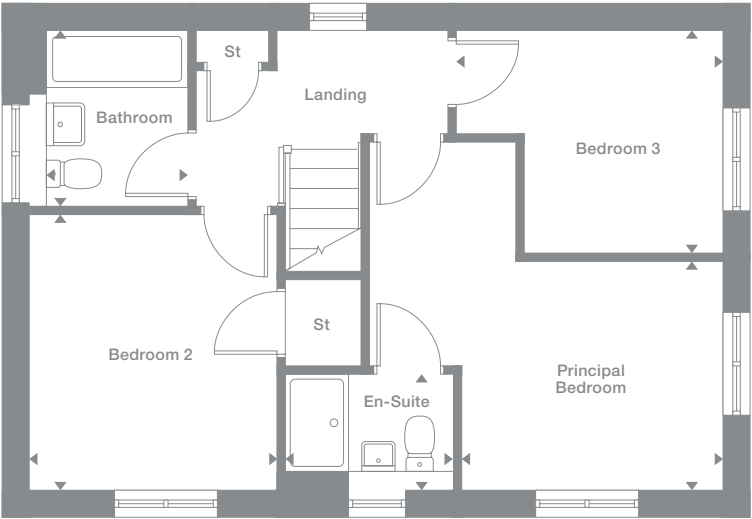 St
Landing
Bathroom
Bedroom 3
St
Bedroom 2
Principal
Bedroom
En-Suite